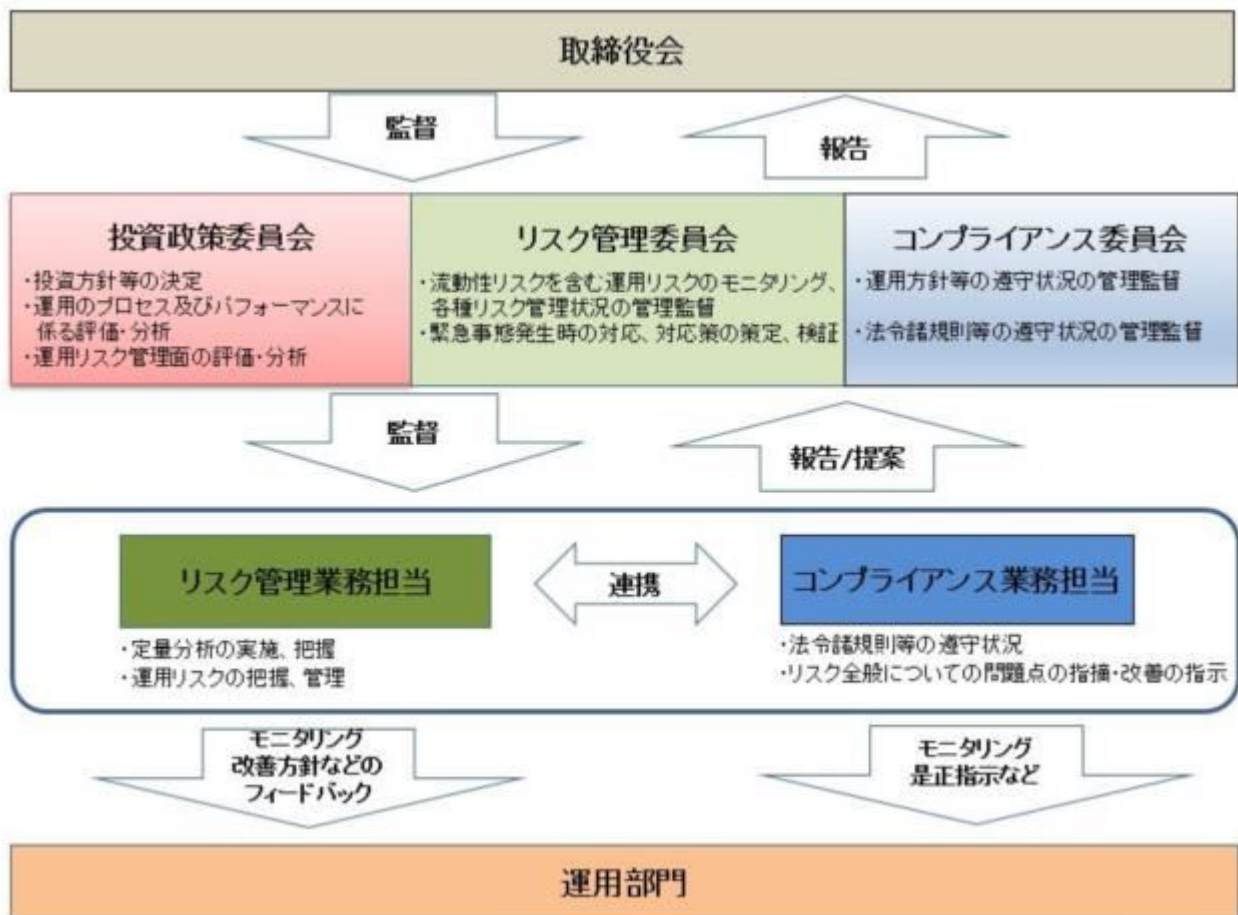 取締役会
監督
報告
投資政策委員会
・投資方針等の決定
・運用のプロセス及びパフォーマンスに
係る評価・分析
・運用リスク管理面の評価・分析
リスク管理委員会
・流動性リスクを含む運用リスクのモニタリング、
各種リスク管理状況の管理監督
・緊急事態発生時の対応、対応策の策定、検証
コンプライアンス委員会
・運用方針等の遵守状況の管理監督
・法令諸規則等の遵守状況の管理監督
監督
報告/提案
リスク管理業務担当
・定量分析の実施、把握
・運用リスクの把握、管理
連携
コンプライアンス業務担当
・法令諸規則等の遵守状況
・リスク全般についての問題点の指摘・改善の指示
モニタリング
改善方針などの
フィードバック
モニタリング
是正指示など
運用部門